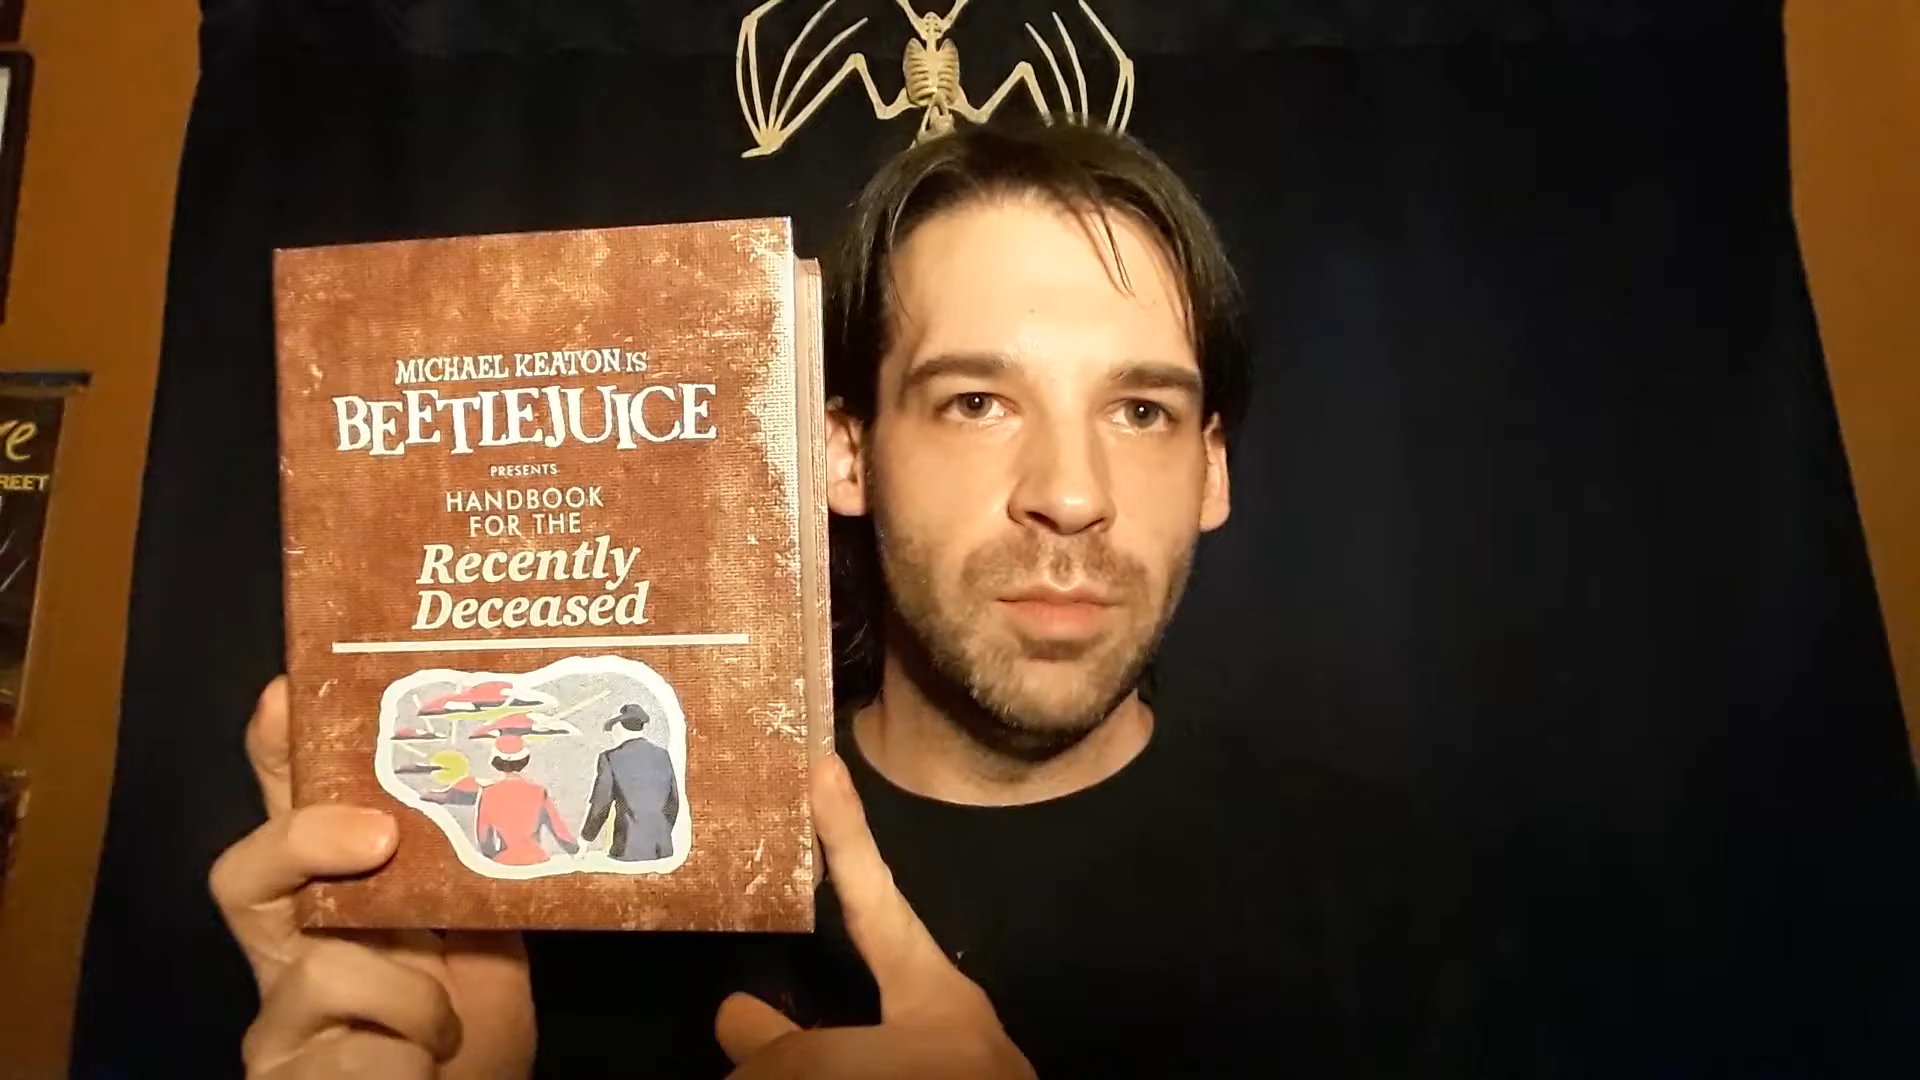 MICHAEL KEATON IS
BEETLEJUICE
PRESENTS
HANDBOOK
FOR THE
Recently
Deceased